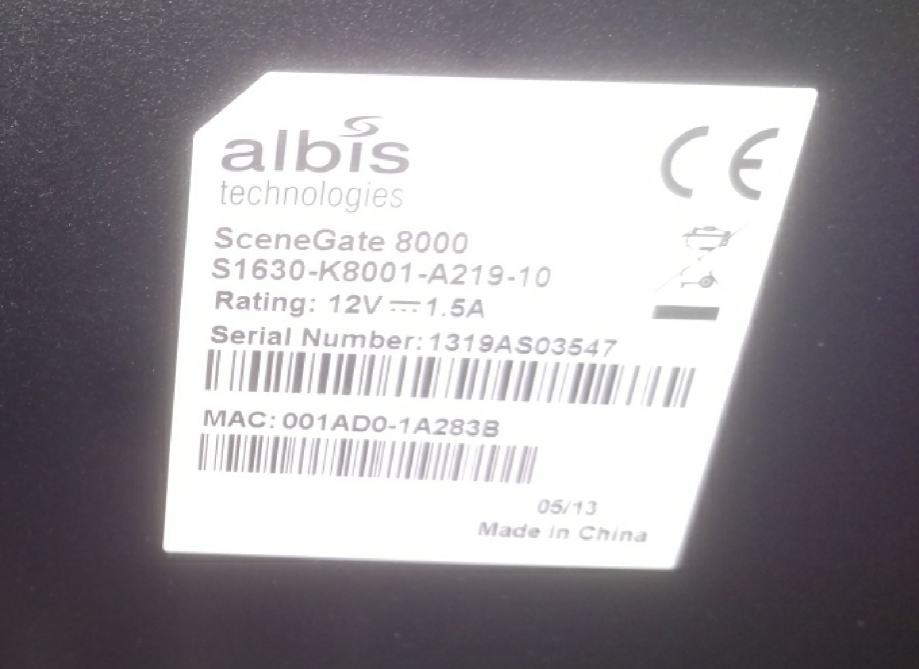 albis
technologies
CE
SceneGate 8000
S1630-K8001-A219-10
Rating: 12V ⎓ 1.5A
Serial Number: 1319AS03547
MAC: 001AD0-1A283B
05/13
Made in China